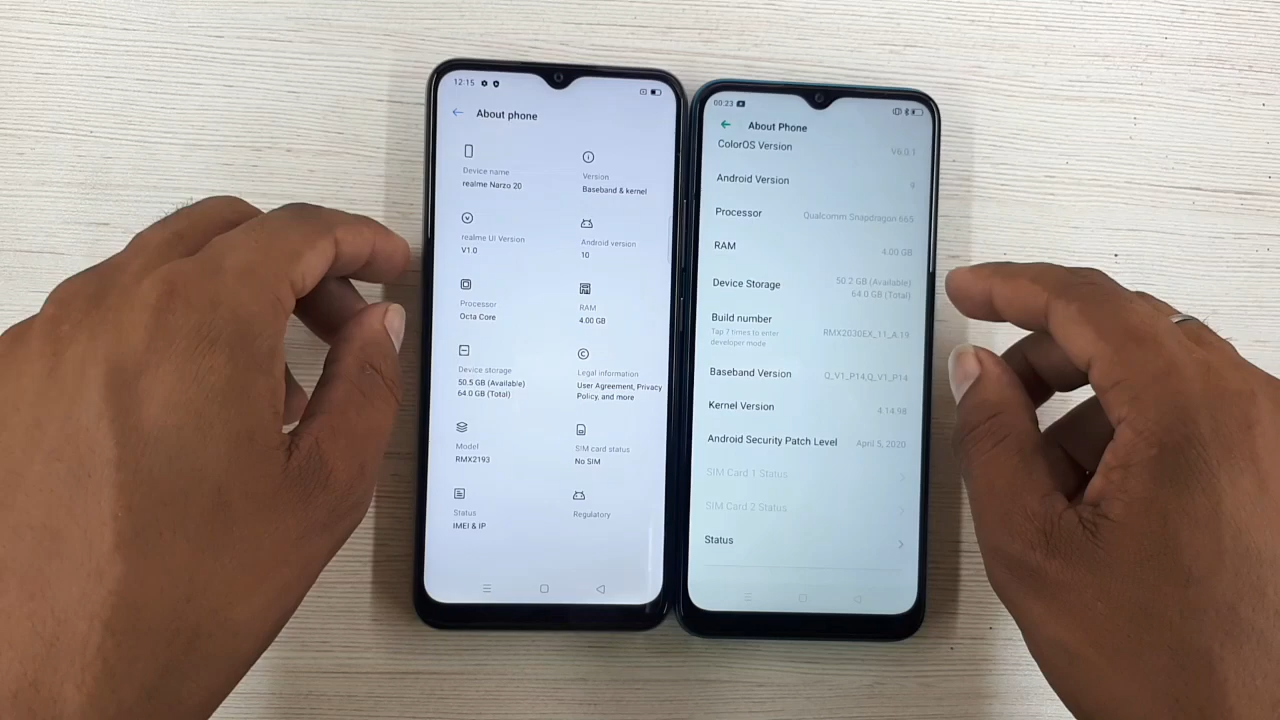 12:15
About phone
Device name
realme Narzo 20
Version
Baseband & kernel
realme UI Version
V1.0
Android version
10
Processor
Octa Core
RAM
4.00 GB
Device storage
50.5 GB (Available)
64.0 GB (Total)
Legal information
User Agreement, Privacy
Policy, and more
Model
RMX2193
SIM card status
No SIM
Status
IMEI & IP
Regulatory
00:23
About Phone
ColorOS Version V6.0.1
Android Version 9
Processor Qualcomm Snapdragon 665
RAM 4.00 GB
Device Storage 50.2 GB (Available)
64.0 GB (Total)
Build number RMX2030EX_11_A.19
Tap 7 times to enter
developer mode
Baseband Version Q_V1_P14,Q_V1_P14
Kernel Version 4.14.98
Android Security Patch Level April 5, 2020
SIM Card 1 Status
SIM Card 2 Status
Status